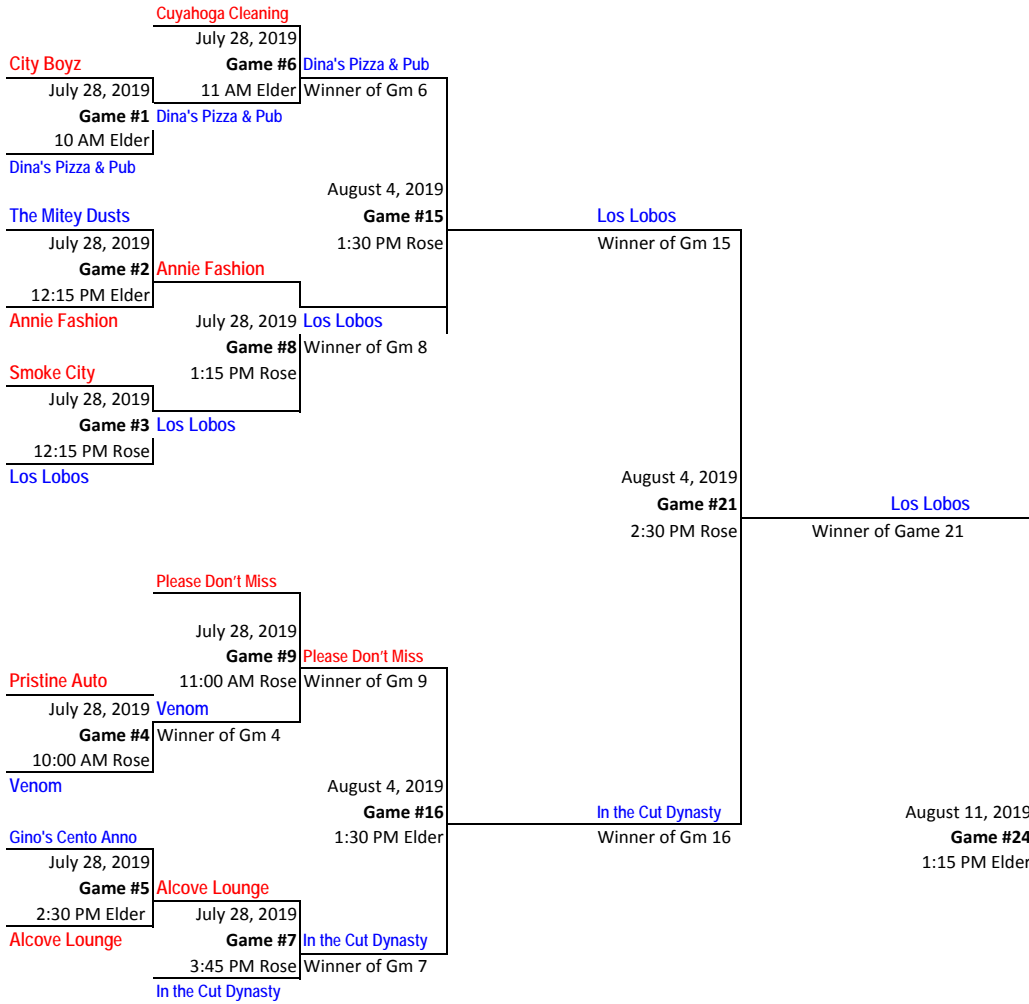 Cuyahoga Cleaning
July 28, 2019
City Boyz
Game #6 Dina's Pizza & Pub
July 28, 2019
11 AM Elder Winner of Gm 6
Game #1 Dina's Pizza & Pub
10 AM Elder
Dina's Pizza & Pub
August 4, 2019
The Mitey Dusts
Game #15
Los Lobos
July 28, 2019
1:30 PM Rose
Winner of Gm 15
Game #2 Annie Fashion
12:15 PM Elder
Annie Fashion
July 28, 2019 Los Lobos
Game #8 Winner of Gm 8
Smoke City
1:15 PM Rose
July 28, 2019
Game #3 Los Lobos
12:15 PM Rose
Los Lobos
August 4, 2019
Game #21
Los Lobos
2:30 PM Rose
Winner of Game 21
Please Don't Miss
July 28, 2019
Game #9 Please Don't Miss
Pristine Auto
11:00 AM Rose Winner of Gm 9
July 28, 2019 Venom
Game #4 Winner of Gm 4
10:00 AM Rose
Venom
August 4, 2019
Game #16
In the Cut Dynasty
August 11, 2019
Gino's Cento Anno
1:30 PM Elder
Winner of Gm 16
Game #24
July 28, 2019
1:15 PM Elder
Game #5 Alcove Lounge
2:30 PM Elder
July 28, 2019
Alcove Lounge
Game #7 In the Cut Dynasty
3:45 PM Rose Winner of Gm 7
In the Cut Dynasty